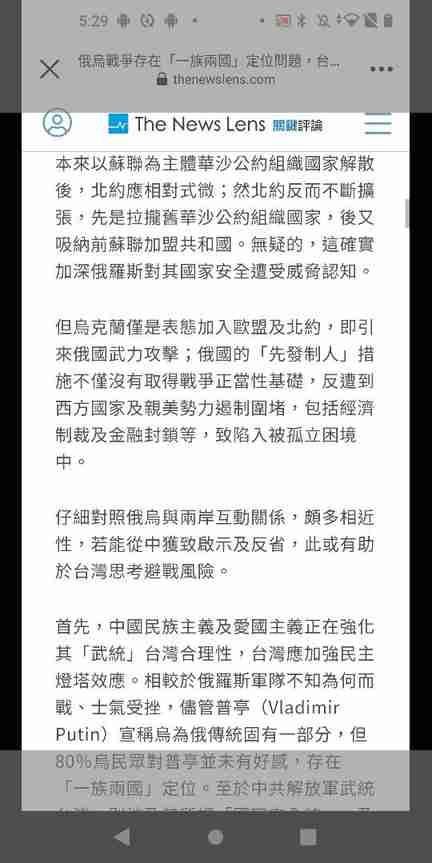 5:29
俄烏戰爭存在「一族兩國」定位問題，台...
thenewslens.com
The News Lens 關鍵評論
本來以蘇聯為主體華沙公約組織國家解散
後，北約應相對式微；然北約反而不斷擴
張，先是拉攏舊華沙公約組織國家，後又
吸納前蘇聯加盟共和國。無疑的，這確實
加深俄羅斯對其國家安全遭受威脅認知。
但烏克蘭僅是表態加入歐盟及北約，即引
來俄國武力攻擊；俄國的「先發制人」措
施不僅沒有取得戰爭正當性基礎，反遭到
西方國家及親美勢力遏制圍堵，包括經濟
制裁及金融封鎖等，致陷入被孤立困境
中。
仔細對照俄烏與兩岸互動關係，頗多相近
性，若能從中獲致啟示及反省，此或有助
於台灣思考避戰風險。
首先，中國民族主義及愛國主義正在強化
其「武統」台灣合理性，台灣應加強民主
燈塔效應。相較於俄羅斯軍隊不知為何而
戰、士氣受挫，儘管普亭（Vladimir
Putin）宣稱烏為俄傳統固有一部分，但
80%烏民眾對普亭並未有好感，存在
「一族兩國」定位。至於中共解放軍武統